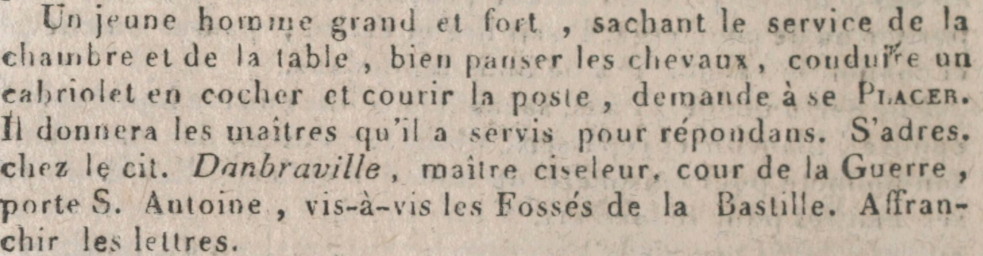 Un jeune homme grand et fort , sachant le service de la
chambre et de la table , bien panser les chevaux, conduire un
cabriolet en cocher et courir la poste , demande à se PLACER.
Il donnera les maîtres qu'il a servis pour répondans. S'adres.
chez le cit. Danbraville, maître ciseleur, cour de la Guerre ,
porte S. Antoine , vis-à-vis les Fossés de la Bastille. Affran-
chir les lettres.